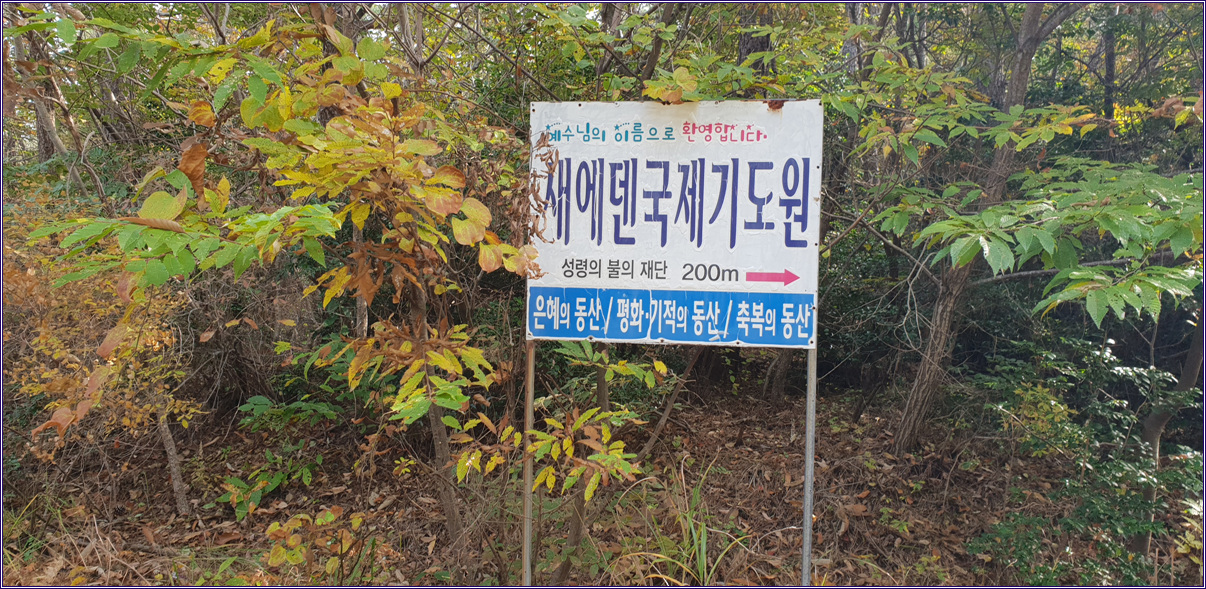 예수님의 이름으로 환영합니다.
새에덴국제기도원
성령의 불의 재단 200m →
은혜의 동산 / 평화·기적의 동산 / 축복의 동산